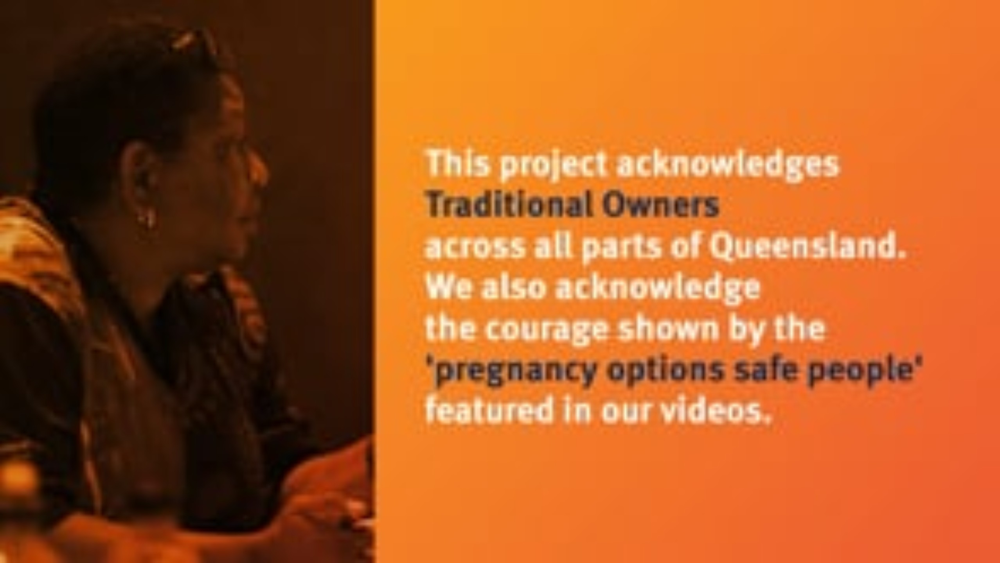 This project acknowledges
Traditional Owners
across all parts of Queensland.
We also acknowledge
the courage shown by the
'pregnancy options safe people'
featured in our videos.